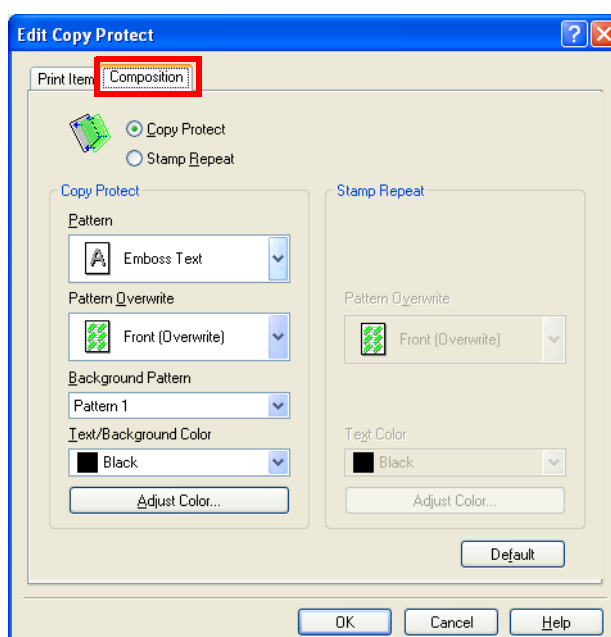 Edit Copy Protect
Print Item Composition
Copy Protect
Stamp Repeat
Copy Protect
Pattern
A Emboss Text
Pattern Overwrite
Front (Overwrite)
Background Pattern
Pattern 1
Text/Background Color
Black
Adjust Color...
Stamp Repeat
Pattern Overwrite
Front (Overwrite)
Text Color
Black
Adjust Color...
Default
OK Cancel Help